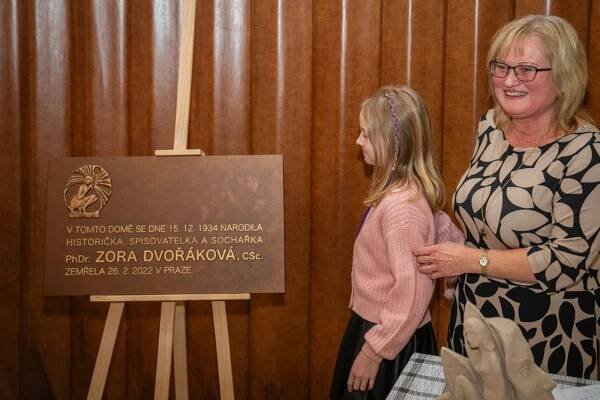 V TOMTO DOMĚ SE DNE 15. 12. 1934 NARODILA
HISTORIČKA, SPISOVATELKA A SOCHAŘKA
PhDr. ZORA DVOŘÁKOVÁ, CSc.
ZEMŘELA 26. 2. 2022 V PRAZE